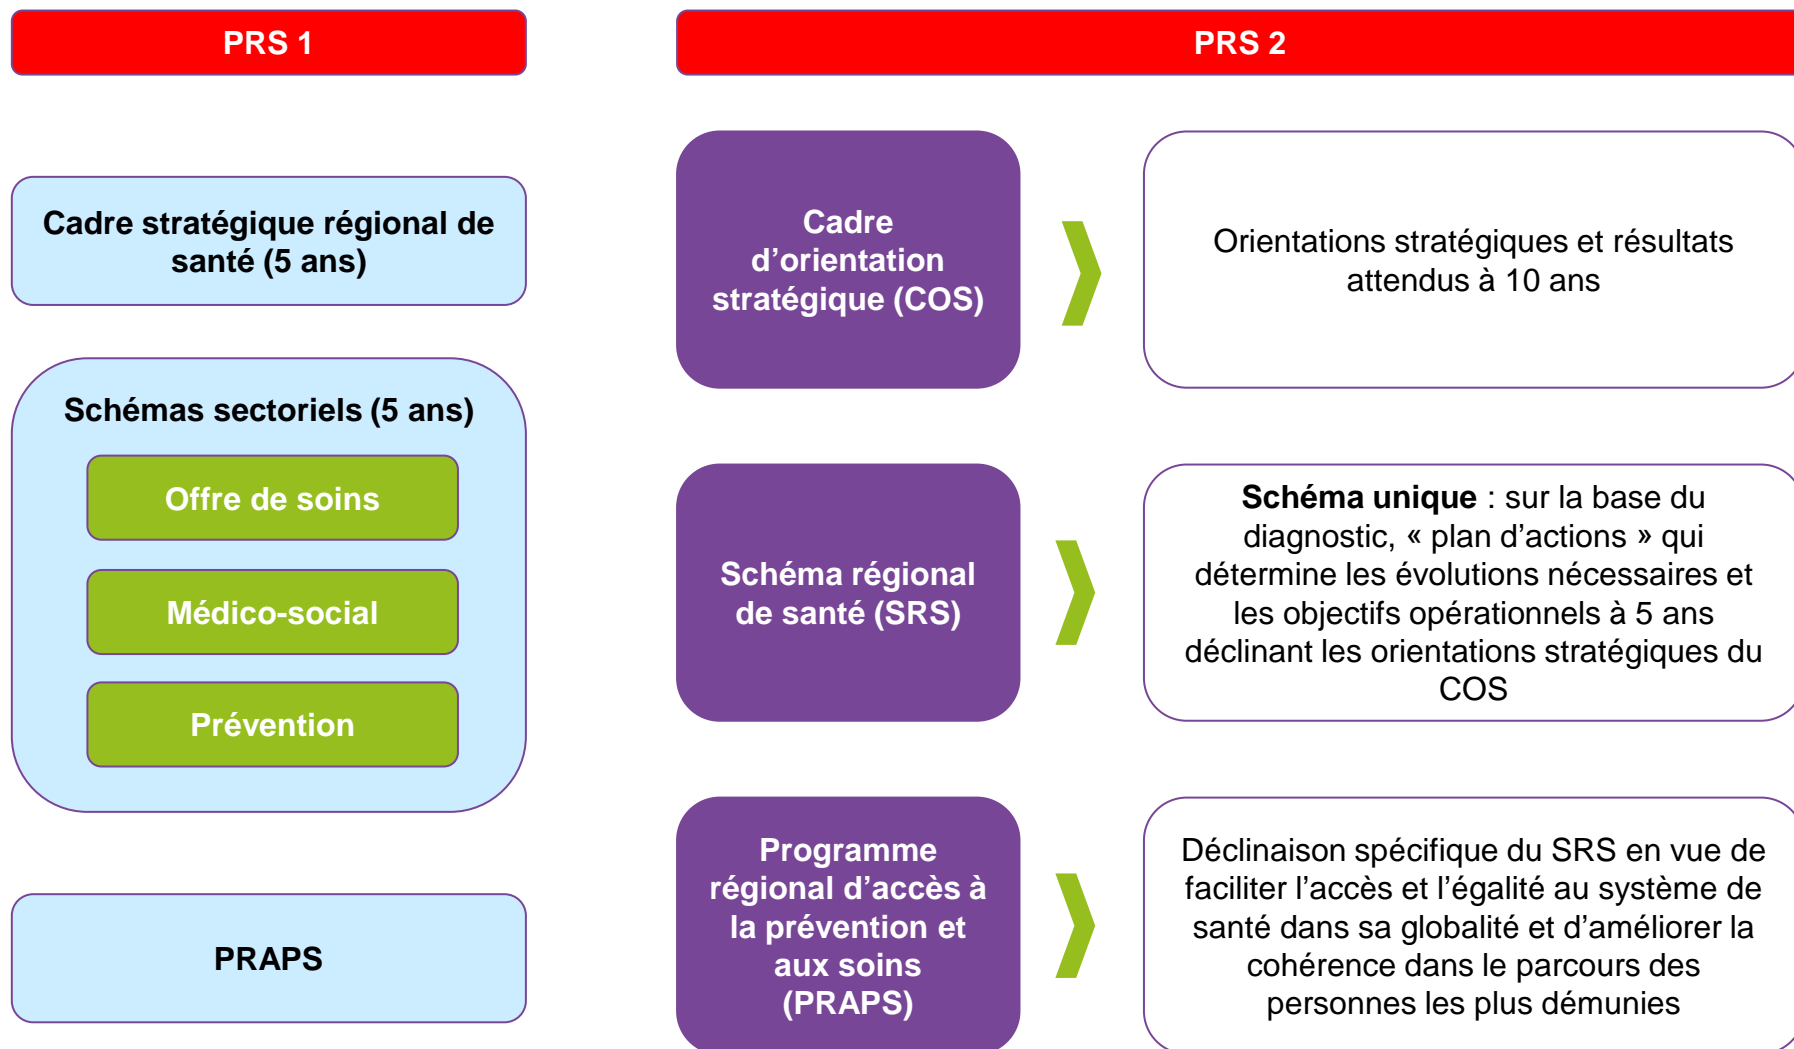 PRS 1
PRS 2
Cadre stratégique régional de
santé (5 ans)
Schémas sectoriels (5 ans)
Offre de soins
Médico-social
Prévention
PRAPS
Cadre
d’orientation
stratégique (COS)
Orientations stratégiques et résultats
attendus à 10 ans
Schéma régional
de santé (SRS)
Schéma unique : sur la base du
diagnostic, « plan d’actions » qui
détermine les évolutions nécessaires et
les objectifs opérationnels à 5 ans
déclinant les orientations stratégiques du
COS
Programme
régional d’accès à
la prévention et
aux soins
(PRAPS)
Déclinaison spécifique du SRS en vue de
faciliter l’accès et l’égalité au système de
santé dans sa globalité et d’améliorer la
cohérence dans le parcours des
personnes les plus démunies